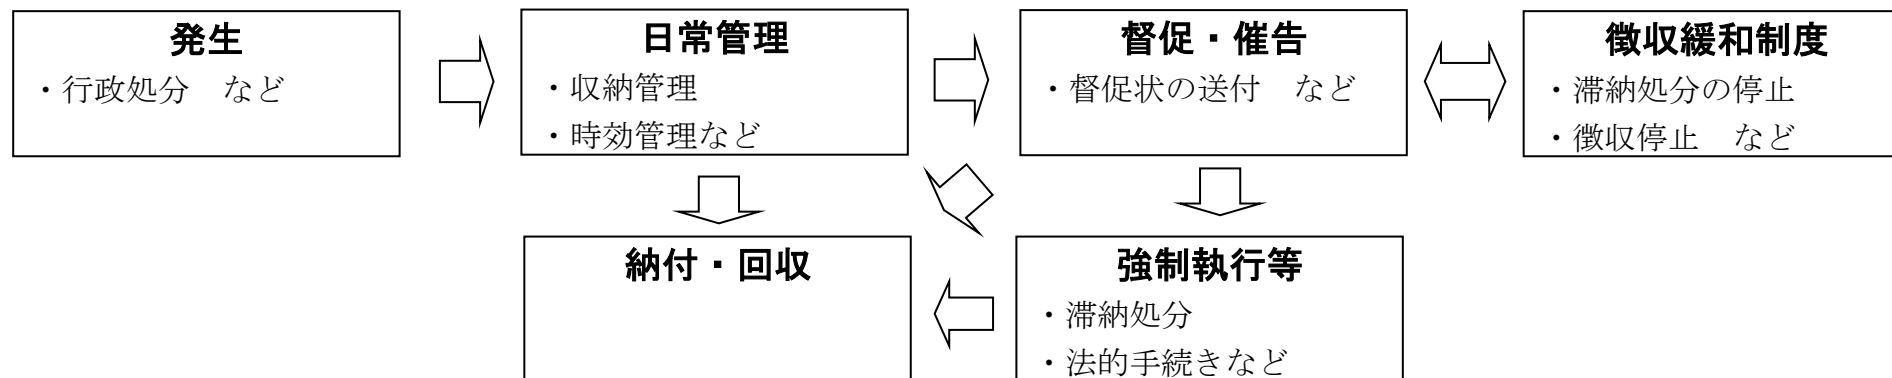 発生
・行政処分　など
日常管理
・収納管理
・時効管理など
督促・催告
・督促状の送付　など
徴収緩和制度
・滞納処分の停止
・徴収停止　など
納付・回収
強制執行等
・滞納処分
・法的手続きなど